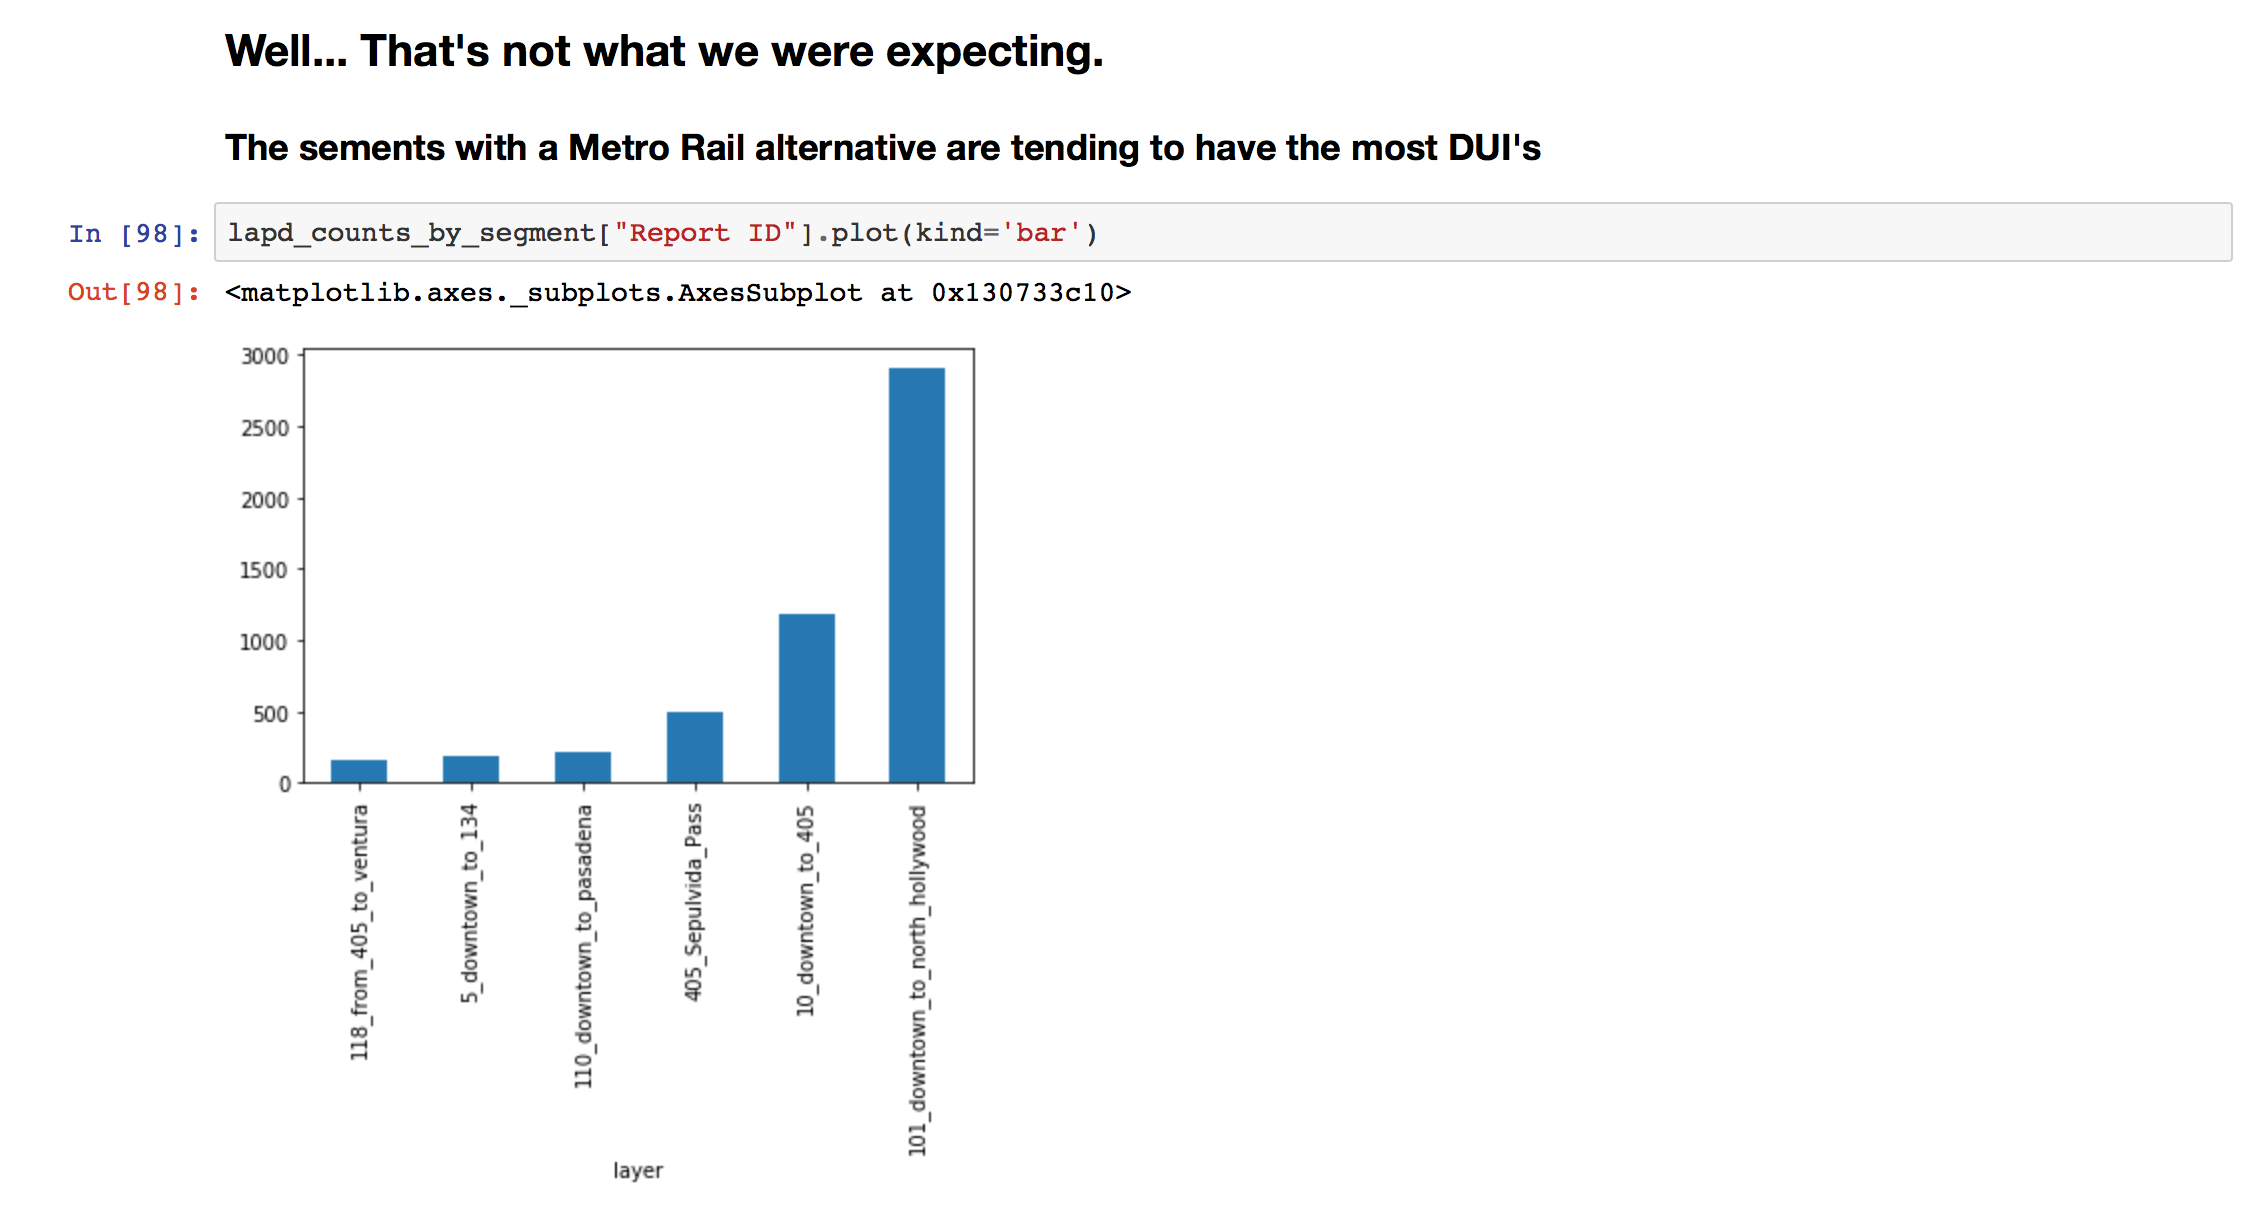 Well... That's not what we were expecting.
The sements with a Metro Rail alternative are tending to have the most DUI's
In [98]: lapd_counts_by_segment["Report ID"].plot(kind='bar')
Out[98]: <matplotlib.axes._subplots.AxesSubplot at 0x130733c10>
3000
2500
2000
1500
1000
500
0
118_from_405_to_ventura
5_downtown_to_134
110_downtown_to_pasadena
405_Sepulvida_Pass
10_downtown_to_405
101_downtown_to_north_hollywood
layer